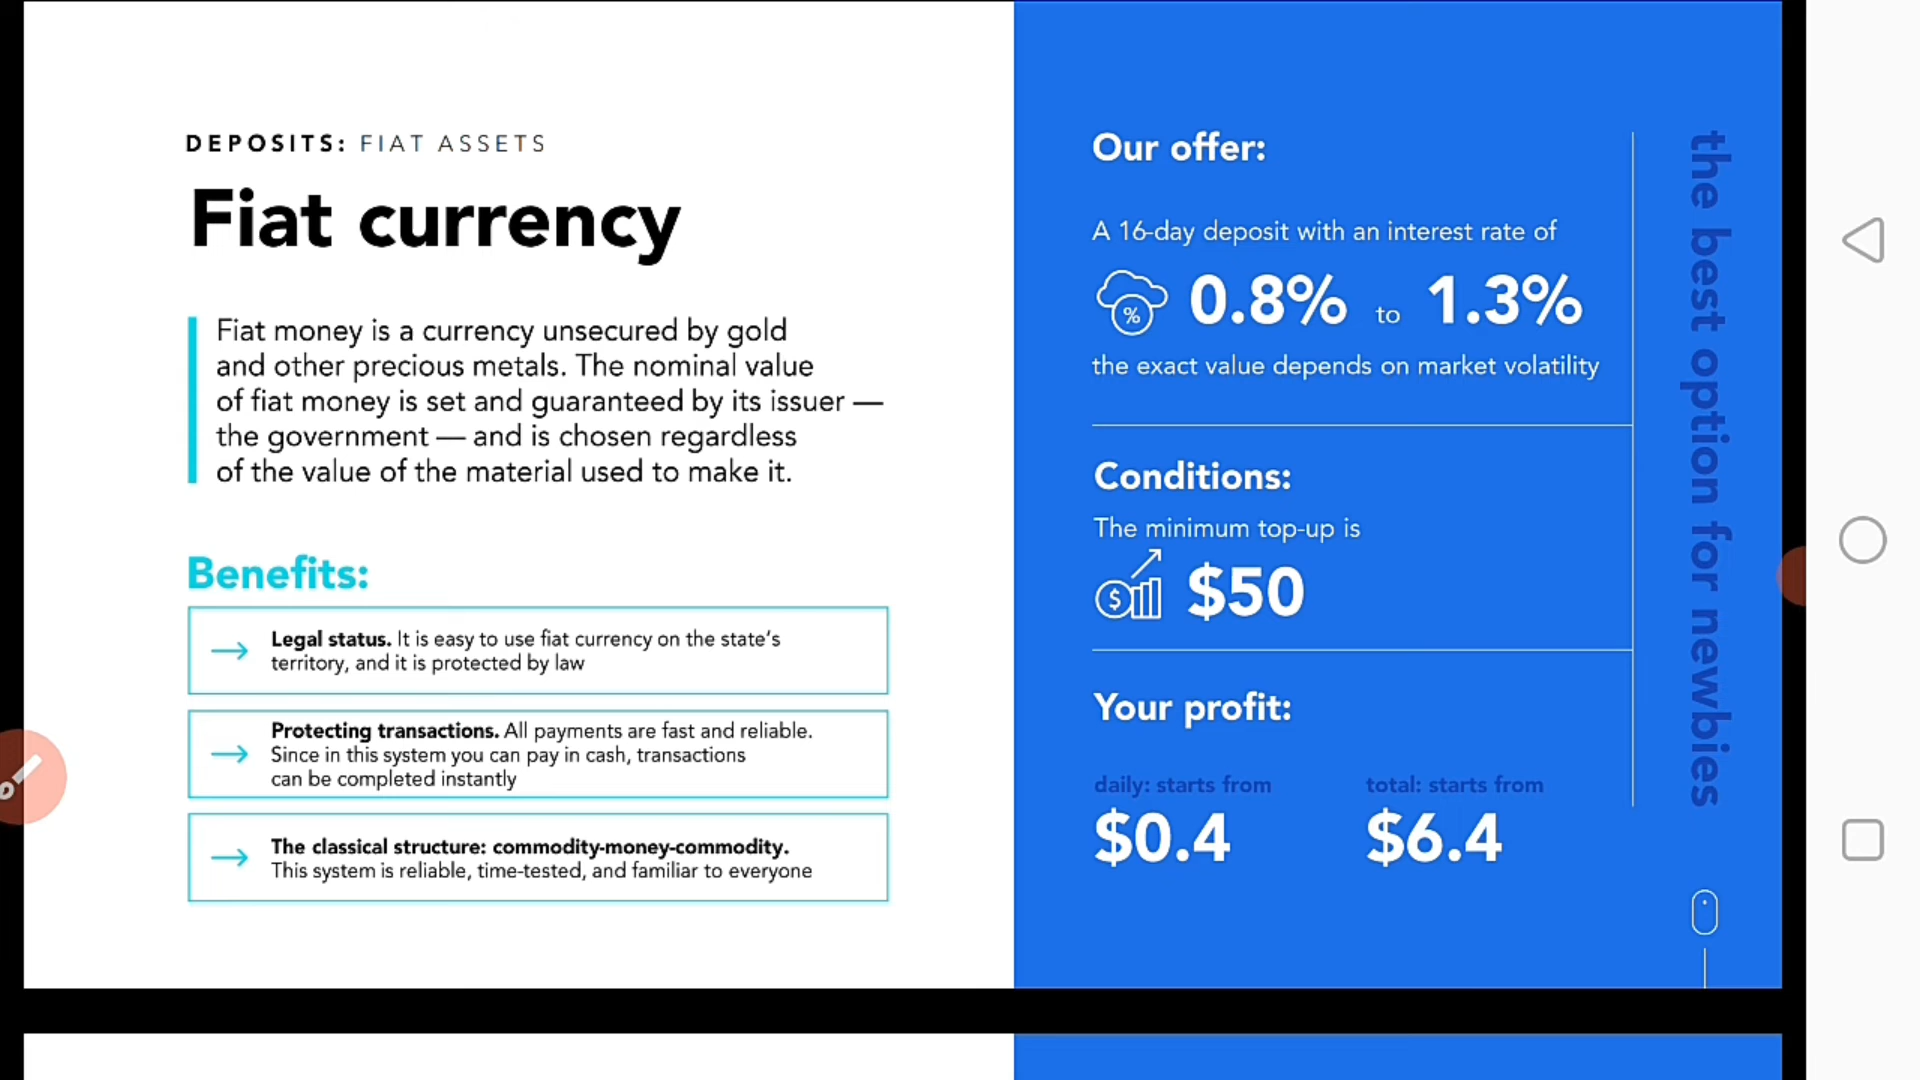 DEPOSITS: FIAT ASSETS
Fiat currency
Fiat money is a currency unsecured by gold
and other precious metals. The nominal value
of fiat money is set and guaranteed by its issuer —
the government — and is chosen regardless
of the value of the material used to make it.
Benefits:
Legal status. It is easy to use fiat currency on the state's
territory, and it is protected by law
Protecting transactions. All payments are fast and reliable.
Since in this system you can pay in cash, transactions
can be completed instantly
The classical structure: commodity-money-commodity.
This system is reliable, time-tested, and familiar to everyone
Our offer:
A 16-day deposit with an interest rate of
% 0.8% to 1.3%
the exact value depends on market volatility
Conditions:
The minimum top-up is
$ $50
Your profit:
daily: starts from
$0.4
total: starts from
$6.4
the best option for newbies